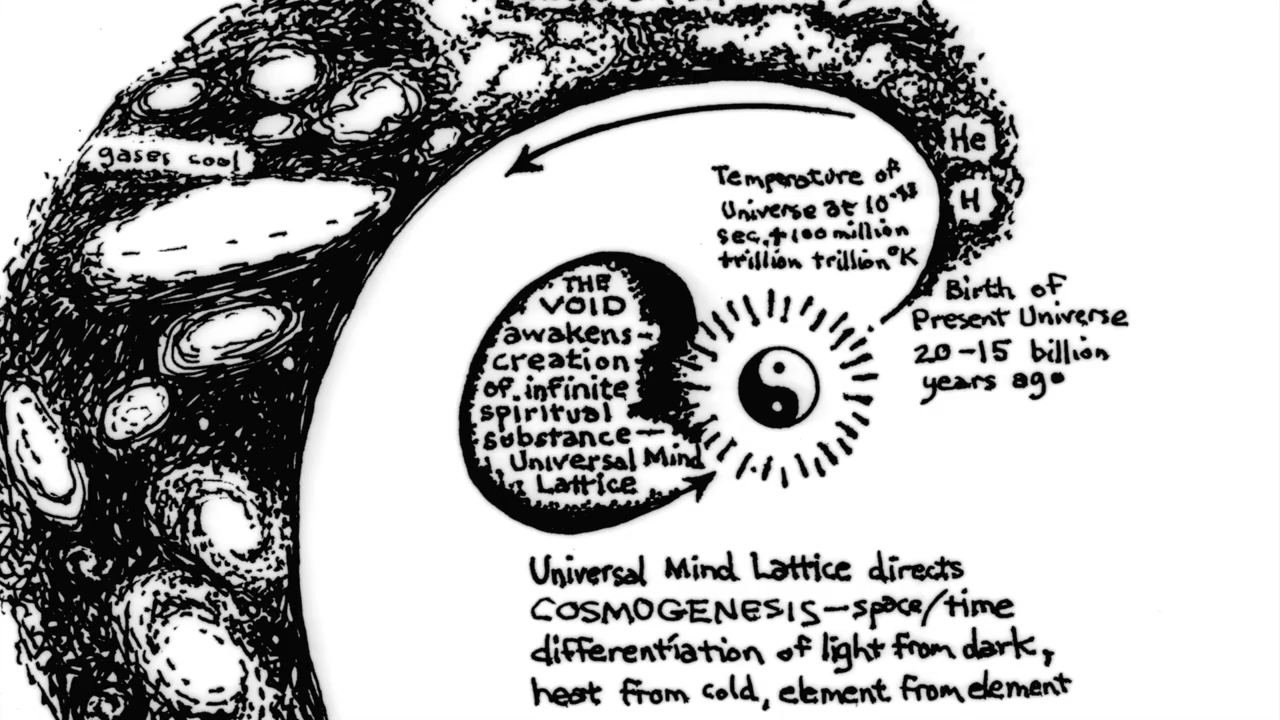 gases cool
He
H
Temperature of
Universe at 10⁻³³
sec. + 100 million
trillion trillion °K
Birth of
Present Universe
20-15 billion
years ago
THE
VOID
awakens—
creation
of infinite
spiritual
substance—
Universal Mind
Lattice
Universal Mind Lattice directs
COSMOGENESIS—space/time
differentiation of light from dark,
heat from cold, element from element